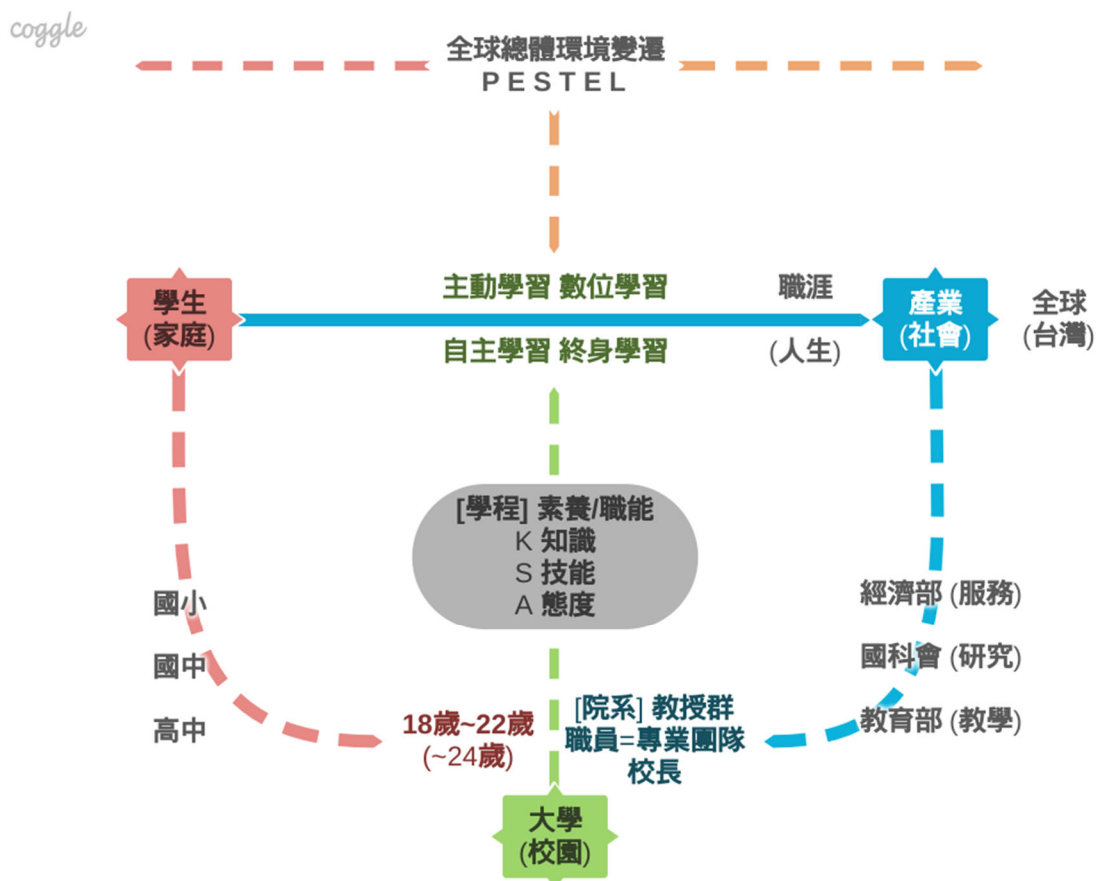 coggle
全球總體環境變遷
PESTEL
學生
(家庭)
主動學習 數位學習
自主學習 終身學習
職涯
(人生)
產業
(社會)
全球
(台灣)
[學程] 素養/職能
K 知識
S 技能
A 態度
國小
國中
高中
18歲~22歲
(~24歲)
[院系] 教授群
職員=專業團隊
校長
經濟部 (服務)
國科會 (研究)
教育部 (教學)
大學
(校園)